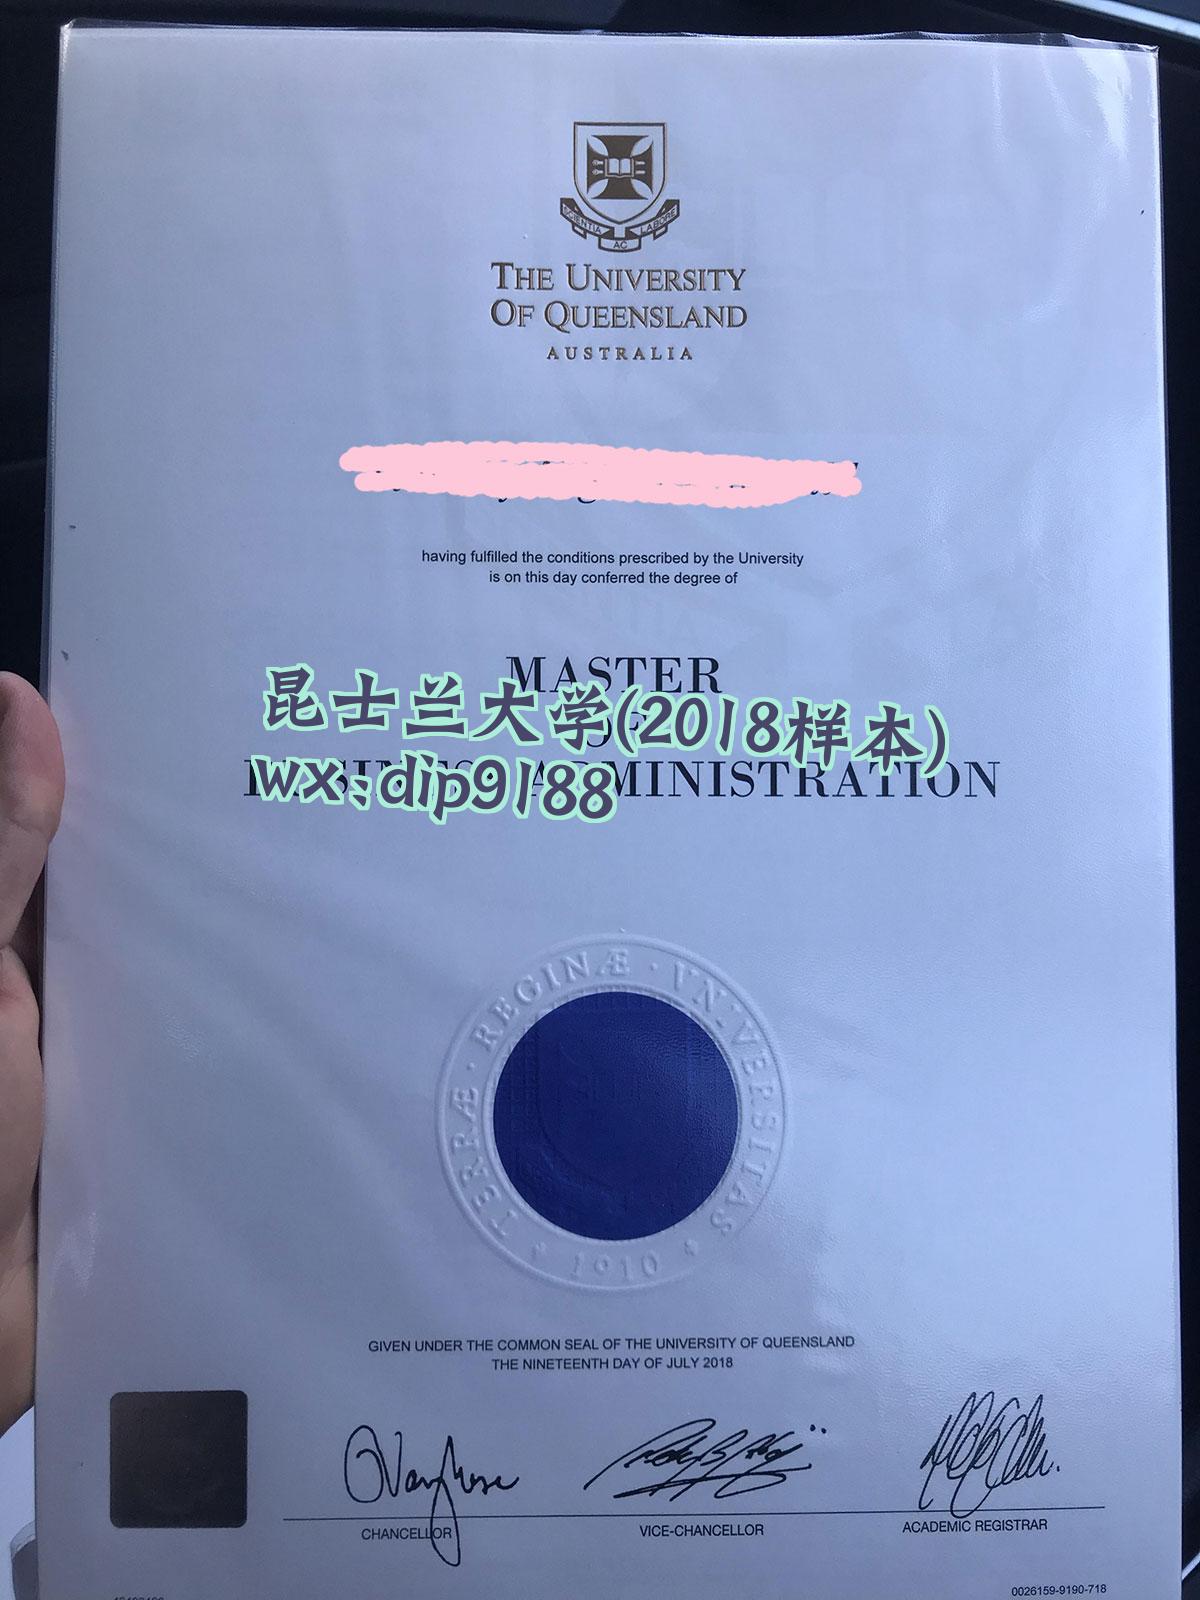 SCIENTIA
AC
LABORE
THE UNIVERSITY
OF QUEENSLAND
AUSTRALIA
having fulfilled the conditions prescribed by the University
is on this day conferred the degree of
MASTER
OF
昆士兰大学(2018样本)
BUSINESS ADMINISTRATION
wx:dip9188
TERRÆ · REGINÆ · VNIVERSITAS
1910
GIVEN UNDER THE COMMON SEAL OF THE UNIVERSITY OF QUEENSLAND
THE NINETEENTH DAY OF JULY 2018
CHANCELLOR
VICE-CHANCELLOR
ACADEMIC REGISTRAR
0026159-9190-718